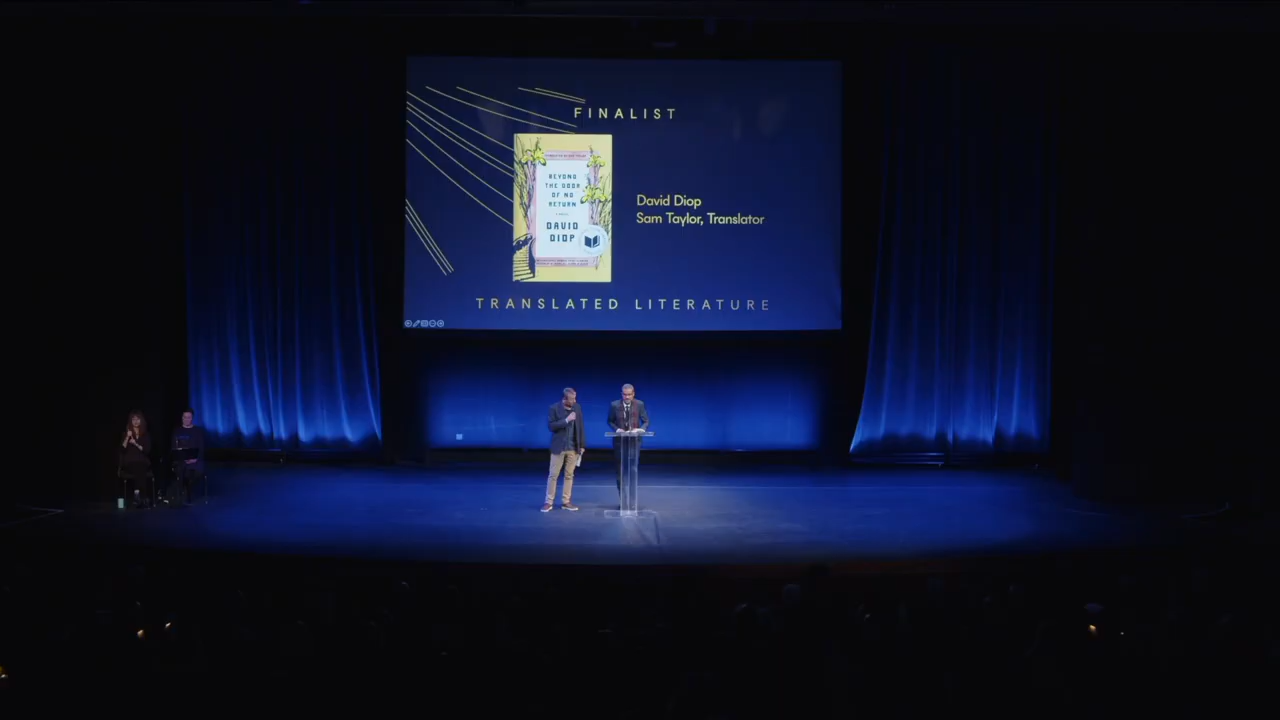 FINALIST
BEYOND
THE DOOR
OF NO
RETURN
DAVID
DIOP
David Diop
Sam Taylor, Translator
TRANSLATED LITERATURE